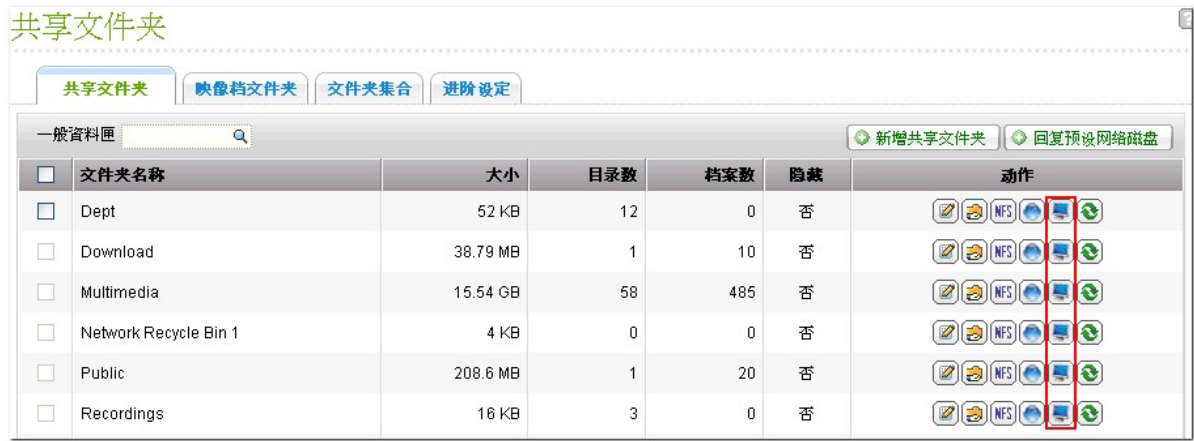 共享文件夹
共享文件夹 映像档文件夹 文件夹集合 进阶设定
一般資料匣 新增共享文件夹 回复预设网络磁盘
文件夹名称 大小 目录数 档案数 隐藏 动作
Dept 52 KB 12 0 否 NFS
Download 38.79 MB 1 10 否 NFS
Multimedia 15.54 GB 58 485 否 NFS
Network Recycle Bin 1 4 KB 0 0 否 NFS
Public 208.6 MB 1 20 否 NFS
Recordings 16 KB 3 0 否 NFS